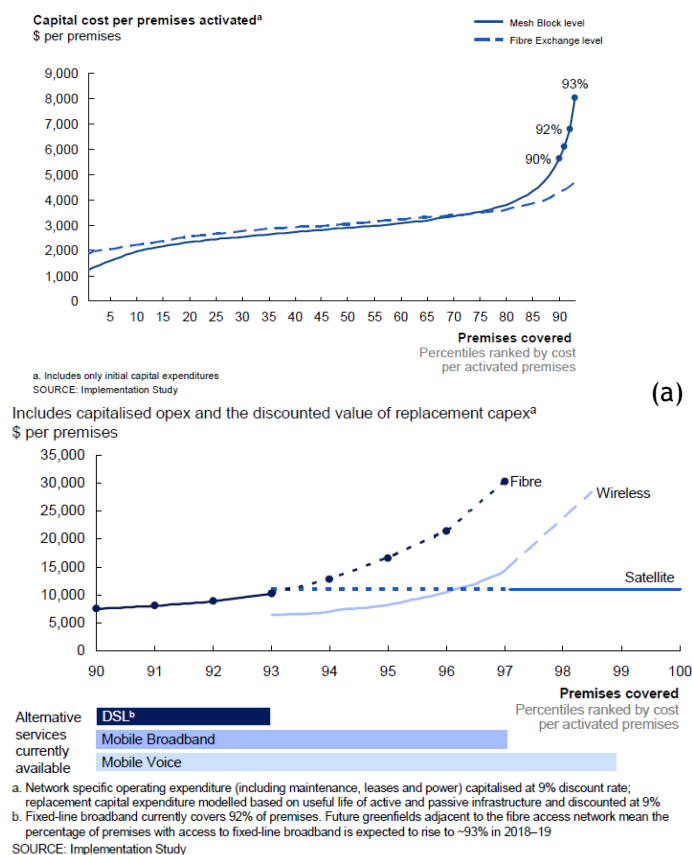 Capital cost per premises activatedᵃ
$ per premises
Mesh Block level
Fibre Exchange level
9,000
8,000
7,000
6,000
5,000
4,000
3,000
2,000
1,000
0
93%
92%
90%
5 10 15 20 25 30 35 40 45 50 55 60 65 70 75 80 85 90
Premises covered
Percentiles ranked by cost
per activated premises
a. Includes only initial capital expenditures
SOURCE: Implementation Study
(a)
Includes capitalised opex and the discounted value of replacement capexᵃ
$ per premises
35,000
30,000
25,000
20,000
15,000
10,000
5,000
0
Fibre
Wireless
Satellite
90 91 92 93 94 95 96 97 98 99 100
Premises covered
Percentiles ranked by cost
per activated premises
Alternative
services
currently
available
DSLᵇ
Mobile Broadband
Mobile Voice
a. Network specific operating expenditure (including maintenance, leases and power) capitalised at 9% discount rate;
replacement capital expenditure modelled based on useful life of active and passive infrastructure and discounted at 9%
b. Fixed-line broadband currently covers 92% of premises. Future greenfields adjacent to the fibre access network mean the
percentage of premises with access to fixed-line broadband is expected to rise to ~93% in 2018–19
SOURCE: Implementation Study